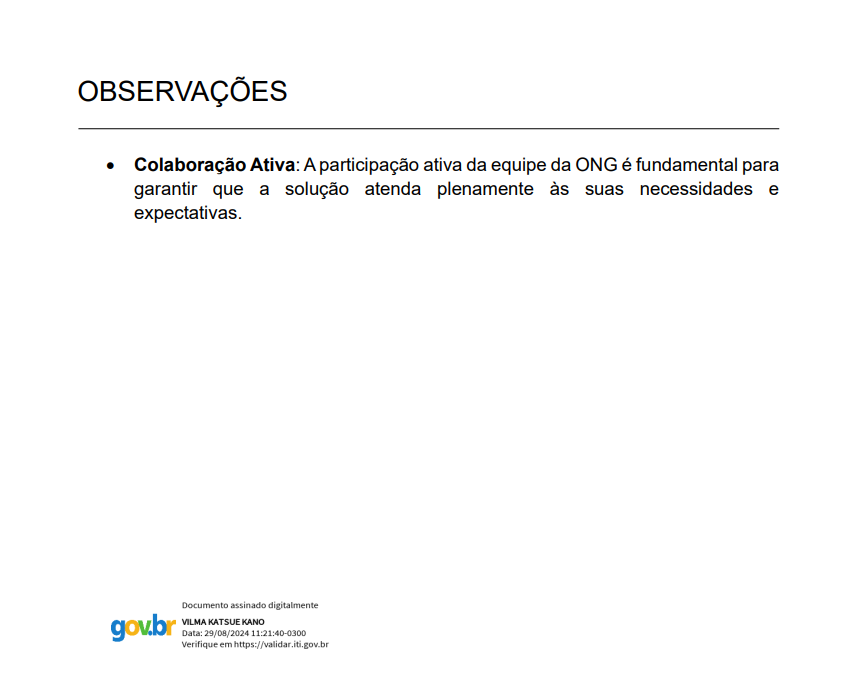 OBSERVAÇÕES
• Colaboração Ativa: A participação ativa da equipe da ONG é fundamental para
garantir que a solução atenda plenamente às suas necessidades e
expectativas.
Documento assinado digitalmente
gov.br
VILMA KATSUE KANO
Data: 29/08/2024 11:21:40-0300
Verifique em https://validar.iti.gov.br